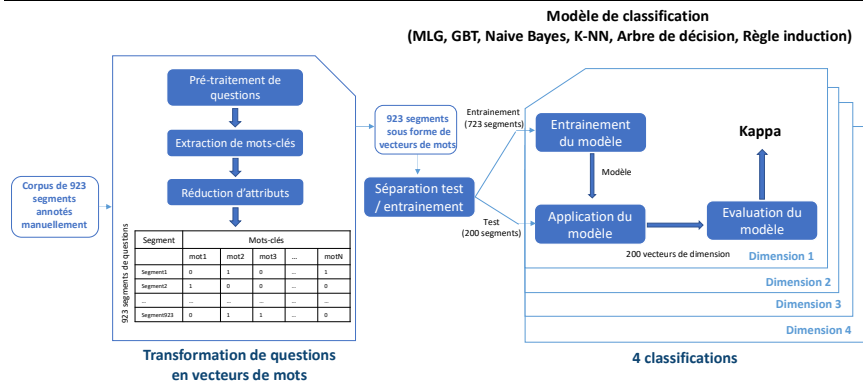 Modèle de classification
(MLG, GBT, Naive Bayes, K-NN, Arbre de décision, Règle induction)
Corpus de 923
segments
annotés
manuellement
Pré-traitement de
questions
Extraction de mots-clés
Réduction d'attributs
923 segments de questions
Segment Mots-clés
mot1 mot2 mot3 ... motN
Segment1 0 1 0 ... 1
Segment2 1 0 0 ... 0
... ... ... ... ...
Segment923 0 1 1 ... 0
Transformation de questions
en vecteurs de mots
923 segments
sous forme de
vecteurs de mots
Séparation test
/ entrainement
Entrainement
(723 segments)
Test
(200 segments)
Entrainement
du modèle
Modèle
Application du
modèle
200 vecteurs de dimension
Evaluation du
modèle
Kappa
Dimension 1
Dimension 2
Dimension 3
Dimension 4
4 classifications